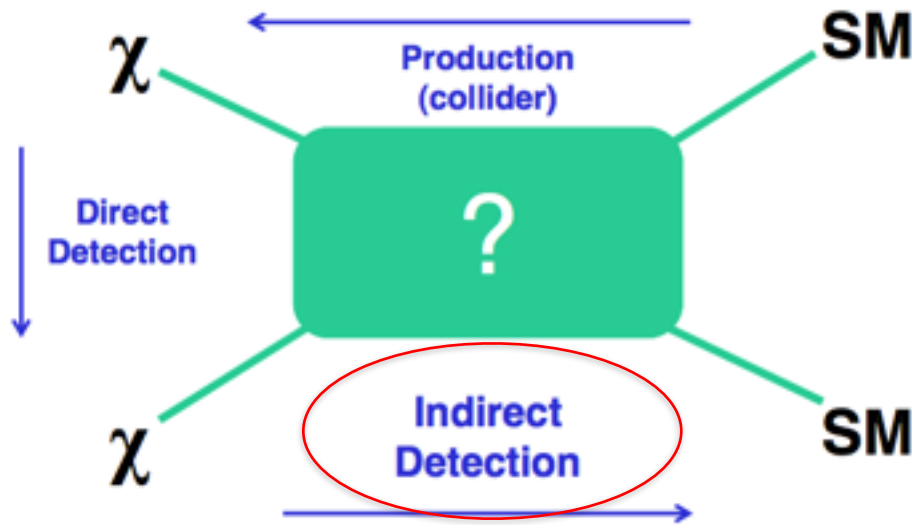 χ
SM
Production
(collider)
Direct
Detection
?
χ
Indirect
Detection
SM